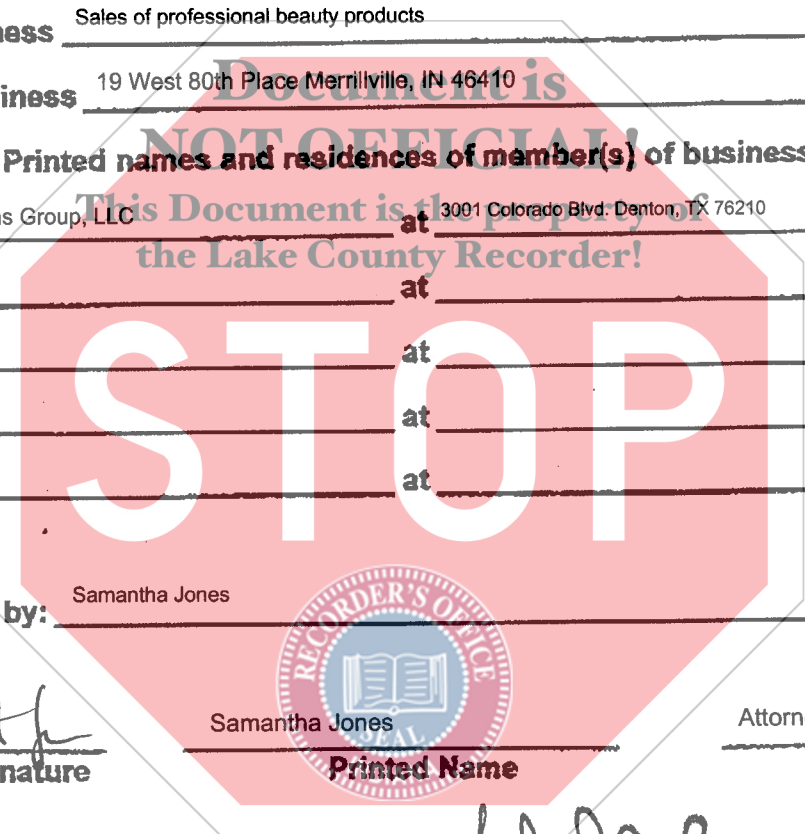 ness Sales of professional beauty products
iness 19 West 80th Place Merrillville, IN 46410
Document is
NOT OFFICIAL!
Printed names and residences of member(s) of business
This Document is the property of
ns Group, LLC at 3001 Colorado Blvd. Denton, TX 76210
the Lake County Recorder!
at
at
at
at
STOP
by: Samantha Jones
RECORDER'S OFFICE
SEAL
INDIANA
Samantha Jones
Attorn
nature
Printed Name